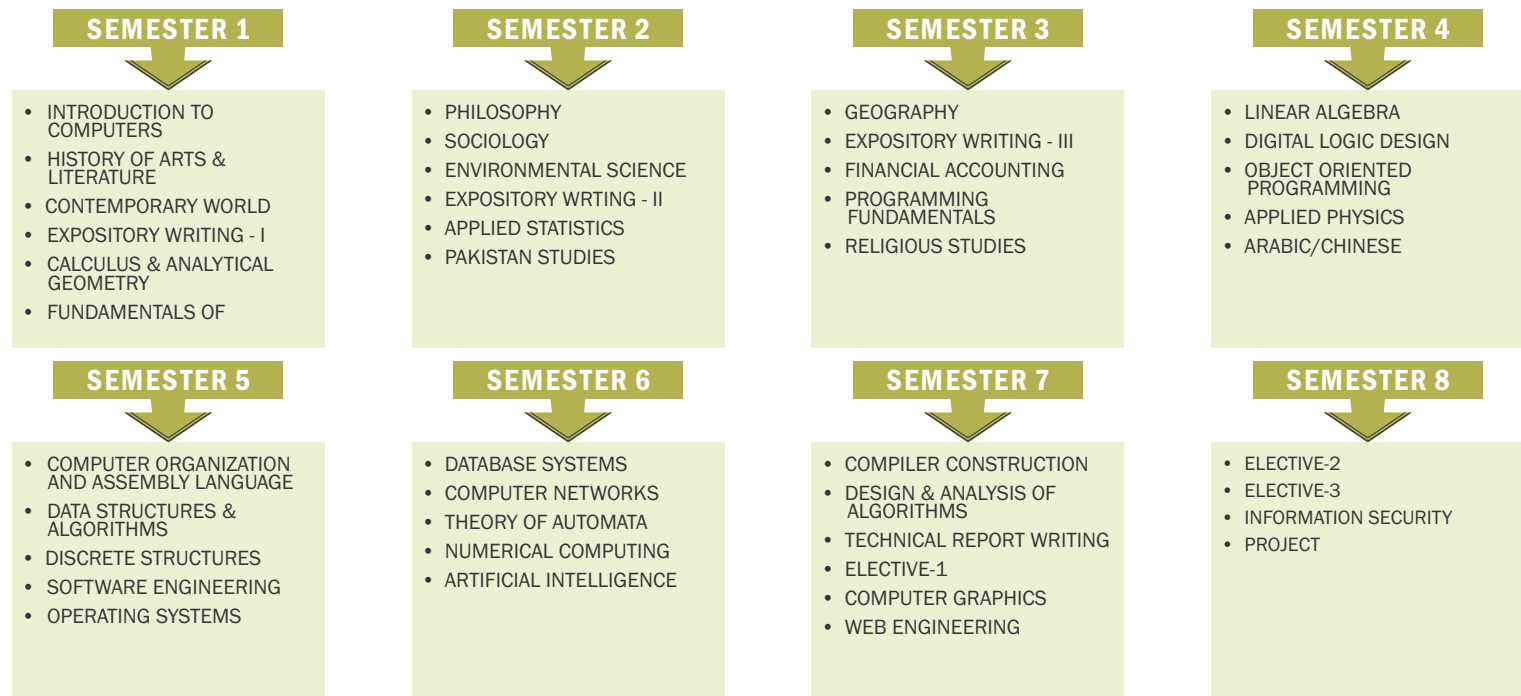 SEMESTER 1
• INTRODUCTION TO
COMPUTERS
• HISTORY OF ARTS &
LITERATURE
• CONTEMPORARY WORLD
• EXPOSITORY WRITING - I
• CALCULUS & ANALYTICAL
GEOMETRY
• FUNDAMENTALS OF
SEMESTER 2
• PHILOSOPHY
• SOCIOLOGY
• ENVIRONMENTAL SCIENCE
• EXPOSITORY WRTING - II
• APPLIED STATISTICS
• PAKISTAN STUDIES
SEMESTER 3
• GEOGRAPHY
• EXPOSITORY WRITING - III
• FINANCIAL ACCOUNTING
• PROGRAMMING
FUNDAMENTALS
• RELIGIOUS STUDIES
SEMESTER 4
• LINEAR ALGEBRA
• DIGITAL LOGIC DESIGN
• OBJECT ORIENTED
PROGRAMMING
• APPLIED PHYSICS
• ARABIC/CHINESE
SEMESTER 5
• COMPUTER ORGANIZATION
AND ASSEMBLY LANGUAGE
• DATA STRUCTURES &
ALGORITHMS
• DISCRETE STRUCTURES
• SOFTWARE ENGINEERING
• OPERATING SYSTEMS
SEMESTER 6
• DATABASE SYSTEMS
• COMPUTER NETWORKS
• THEORY OF AUTOMATA
• NUMERICAL COMPUTING
• ARTIFICIAL INTELLIGENCE
SEMESTER 7
• COMPILER CONSTRUCTION
• DESIGN & ANALYSIS OF
ALGORITHMS
• TECHNICAL REPORT WRITING
• ELECTIVE-1
• COMPUTER GRAPHICS
• WEB ENGINEERING
SEMESTER 8
• ELECTIVE-2
• ELECTIVE-3
• INFORMATION SECURITY
• PROJECT